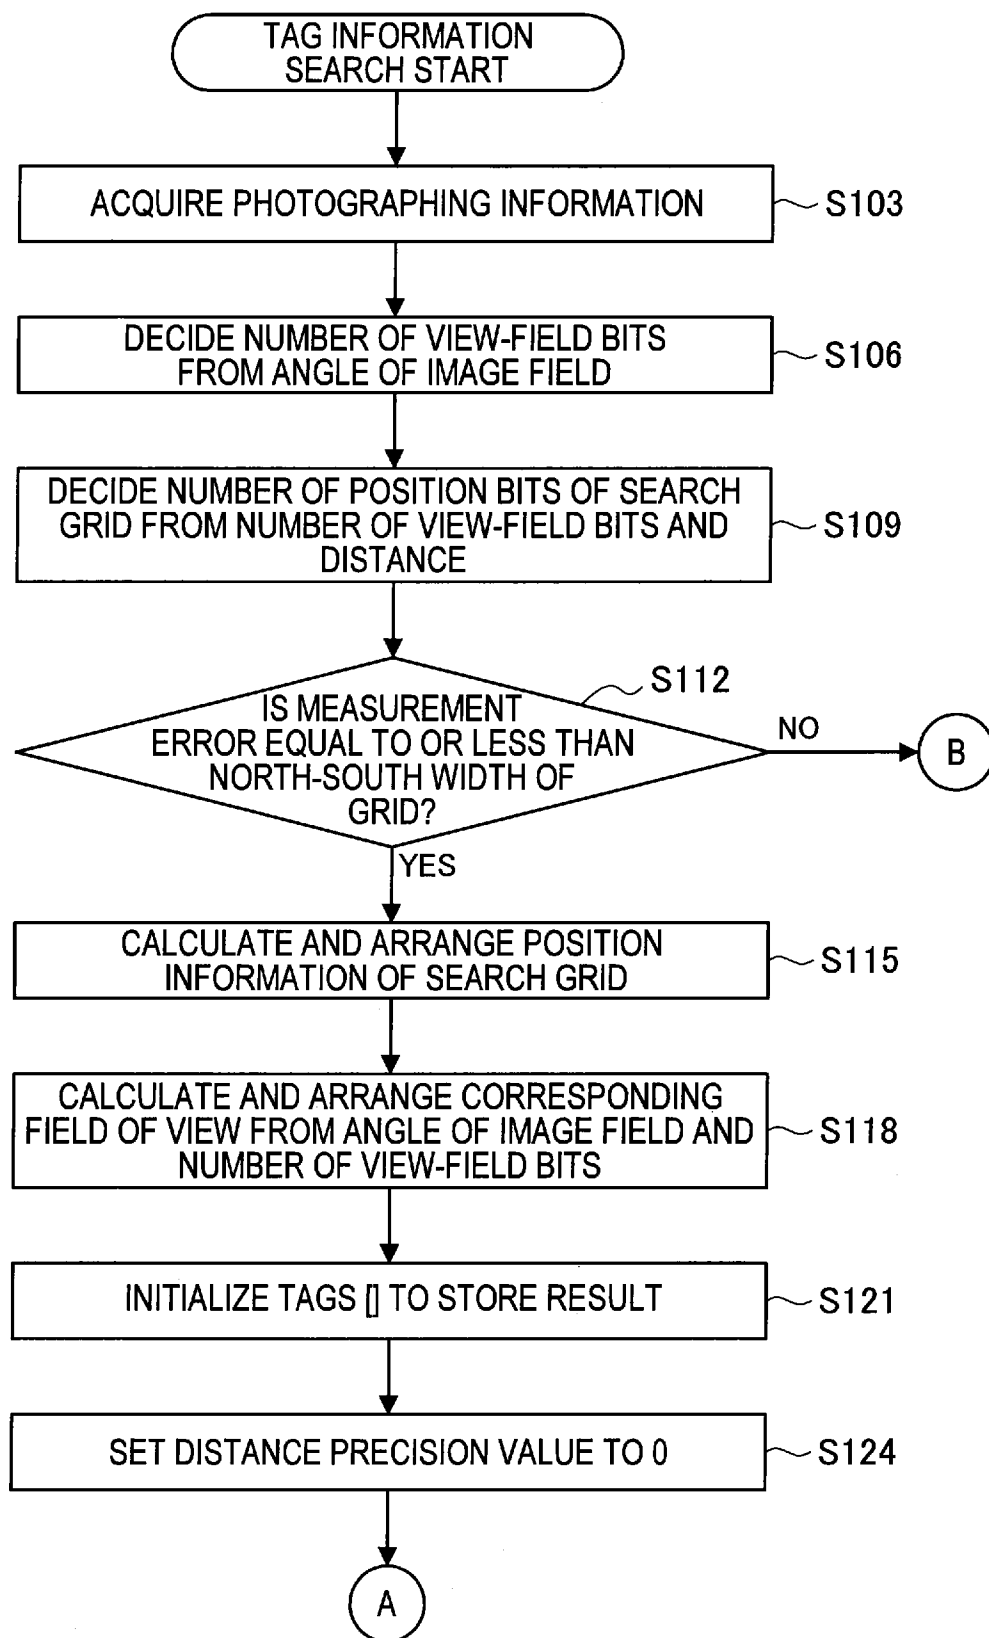 TAG INFORMATION
SEARCH START
ACQUIRE PHOTOGRAPHING INFORMATION
S103
DECIDE NUMBER OF VIEW-FIELD BITS
FROM ANGLE OF IMAGE FIELD
S106
DECIDE NUMBER OF POSITION BITS OF SEARCH
GRID FROM NUMBER OF VIEW-FIELD BITS AND
DISTANCE
S109
S112
IS MEASUREMENT
ERROR EQUAL TO OR LESS THAN
NORTH-SOUTH WIDTH OF
GRID?
NO
B
YES
CALCULATE AND ARRANGE POSITION
INFORMATION OF SEARCH GRID
S115
CALCULATE AND ARRANGE CORRESPONDING
FIELD OF VIEW FROM ANGLE OF IMAGE FIELD AND
NUMBER OF VIEW-FIELD BITS
S118
INITIALIZE TAGS [] TO STORE RESULT
S121
SET DISTANCE PRECISION VALUE TO 0
S124
A